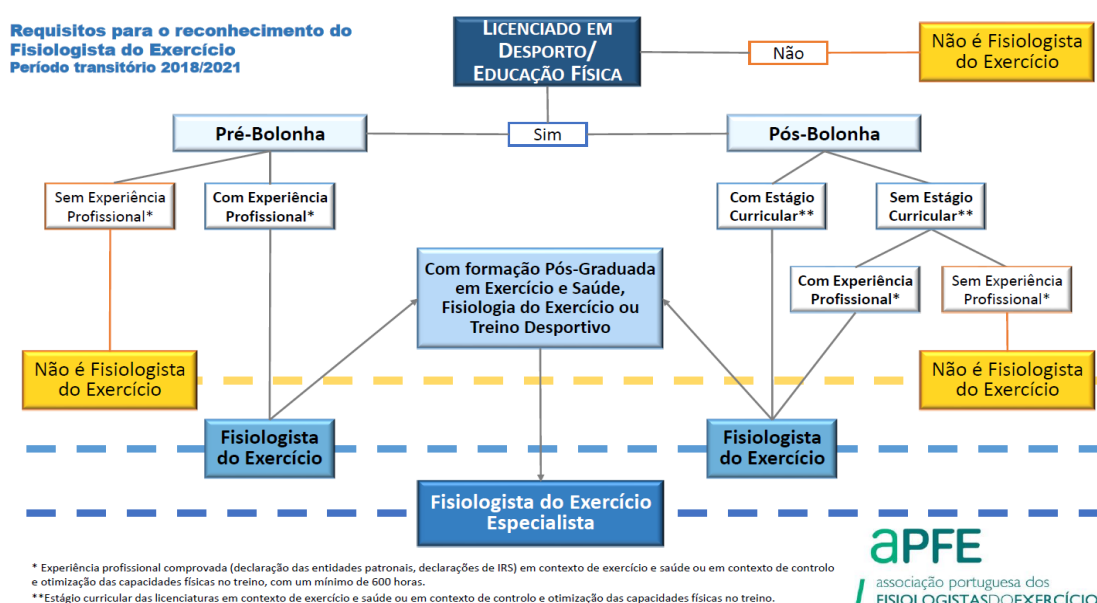 Requisitos para o reconhecimento do
Fisiologista do Exercício
Período transitório 2018/2021
LICENCIADO EM
DESPORTO/
EDUCAÇÃO FÍSICA
Não
Não é Fisiologista
do Exercício
Pré-Bolonha
Sim
Pós-Bolonha
Sem Experiência
Profissional*
Com Experiência
Profissional*
Com Estágio
Curricular**
Sem Estágio
Curricular**
Com formação Pós-Graduada
em Exercício e Saúde,
Fisiologia do Exercício ou
Treino Desportivo
Com Experiência
Profissional*
Sem Experiência
Profissional*
Não é Fisiologista
do Exercício
Não é Fisiologista
do Exercício
Fisiologista
do Exercício
Fisiologista
do Exercício
Fisiologista do Exercício
Especialista
* Experiência profissional comprovada (declaração das entidades patronais, declarações de IRS) em contexto de exercício e saúde ou em contexto de controlo
e otimização das capacidades físicas no treino, com um mínimo de 600 horas.
**Estágio curricular das licenciaturas em contexto de exercício e saúde ou em contexto de controlo e otimização das capacidades físicas no treino.
aPFE
associação portuguesa dos
FISIOLOGISTASDOEXERCÍCIO